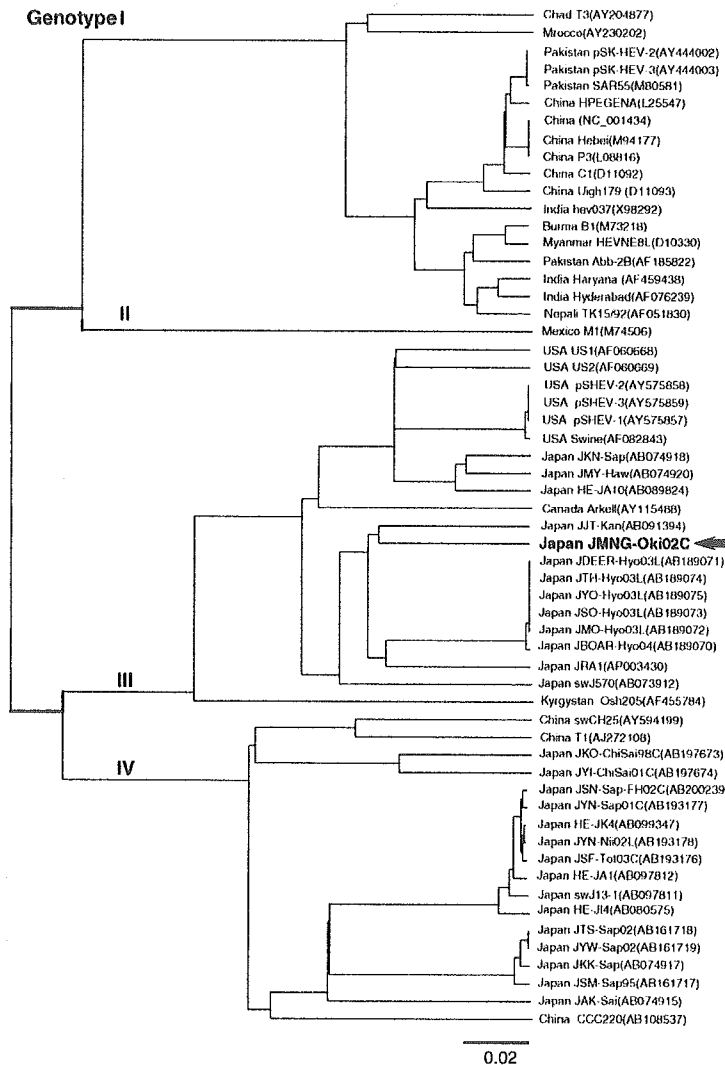 Genotype I
Chad T3(AY204877)
Mrocco(AY230202)
Pakistan pSK-HEV-2(AY444002)
Pakistan pSK-HEV-3(AY444003)
Pakistan SAR55(M80581)
China HPEGENA(L25547)
China (NC_001434)
China Hebei(M94177)
China P3(L08816)
China C1(D11092)
China Uigh179 (D11093)
India hev037(X98292)
Burma B1(M73218)
Myanmar HEVNE8L(D10330)
Pakistan Abb-2B(AF185822)
India Haryana (AF459438)
India Hyderabad(AF076239)
Nepali TK15/92(AF051830)
II
Mexico M1(M74506)
USA US1(AF060668)
USA US2(AF060669)
USA pSHEV-2(AY575858)
USA pSHEV-3(AY575859)
USA pSHEV-1(AY575857)
USA Swine(AF082843)
Japan JKN-Sap(AB074918)
Japan JMY-Haw(AB074920)
Japan HE-JA10(AB089824)
Canada Arkell(AY115488)
Japan JJT-Kan(AB091394)
Japan JMNG-Oki02C
Japan JDEER-Hyo03L(AB189071)
Japan JTH-Hyo03L(AB189074)
Japan JYO-Hyo03L(AB189075)
Japan JSO-Hyo03L(AB189073)
Japan JMO-Hyo03L(AB189072)
Japan JBOAR-Hyo04(AB189070)
Japan JRA1(AP003430)
Japan swJ570(AB073912)
III
Kyrgystan Osh205(AF455784)
China swCH25(AY594199)
China T1(AJ272108)
Japan JKO-ChiSai98C(AB197673)
IV
Japan JYI-ChiSai01C(AB197674)
Japan JSN-Sap-FH02C(AB200239
Japan JYN-Sap01C(AB193177)
Japan HE-JK4(AB099347)
Japan JYN-Nii02L(AB193178)
Japan JSF-Tot03C(AB193176)
Japan HE-JA1(AB097812)
Japan swJ13-1(AB097811)
Japan HE-JI4(AB080575)
Japan JTS-Sap02(AB161718)
Japan JYW-Sap02(AB161719)
Japan JKK-Sap(AB074917)
Japan JSM-Sap95(AB161717)
Japan JAK-Sai(AB074915)
China CCC220(AB108537)
0.02